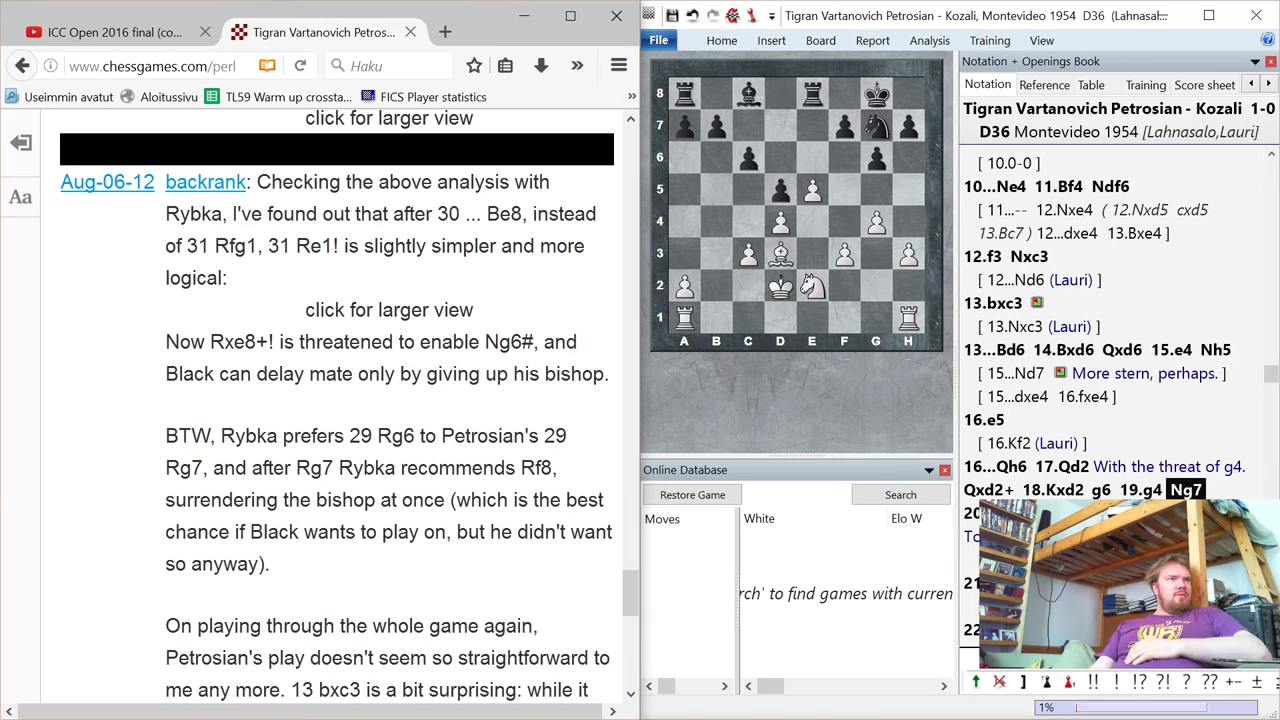 ICC Open 2016 final (co...
Tigran Vartanovich Petros...
www.chessgames.com/perl
Haku
Useimmin avatut
Aloitussivu
TL59 Warm up crossta...
FICS Player statistics
click for larger view
Aug-06-12 backrank: Checking the above analysis with
Rybka, I've found out that after 30 ... Be8, instead
of 31 Rfg1, 31 Re1! is slightly simpler and more
logical:
click for larger view
Now Rxe8+! is threatened to enable Ng6#, and
Black can delay mate only by giving up his bishop.
BTW, Rybka prefers 29 Rg6 to Petrosian's 29
Rg7, and after Rg7 Rybka recommends Rf8,
surrendering the bishop at once (which is the best
chance if Black wants to play on, but he didn't want
so anyway).
On playing through the whole game again,
Petrosian's play doesn't seem so straightforward to
me any more. 13 bxc3 is a bit surprising: while it
Aa
Tigran Vartanovich Petrosian - Kozali, Montevideo 1954 D36 (Lahnasalo,...
File Home Insert Board Report Analysis Training View
8
7
6
5
4
3
2
1
A B C D E F G H
Online Database
Restore Game
Search
Moves
White
Elo W
rch' to find games with curren
Notation + Openings Book
Notation Reference Table Training Score sheet
Tigran Vartanovich Petrosian - Kozali 1-0
D36 Montevideo 1954 [Lahnasalo,Lauri]
[ 10.0-0 ]
10...Ne4 11.Bf4 Ndf6
[ 11...-- 12.Nxe4 ( 12.Nxd5 cxd5
13.Bc7 ) 12...dxe4 13.Bxe4 ]
12.f3 Nxc3
[ 12...Nd6 (Lauri) ]
13.bxc3
[ 13.Nxc3 (Lauri) ]
13...Bd6 14.Bxd6 Qxd6 15.e4 Nh5
[ 15...Nd7 More stern, perhaps. ]
[ 15...dxe4 16.fxe4 ]
16.e5
[ 16.Kf2 (Lauri) ]
16...Qh6 17.Qd2 With the threat of g4.
Qxd2+ 18.Kxd2 g6 19.g4 Ng7
20
To
21
22
] !! ! !? ?! ? ?? +− ±
1%